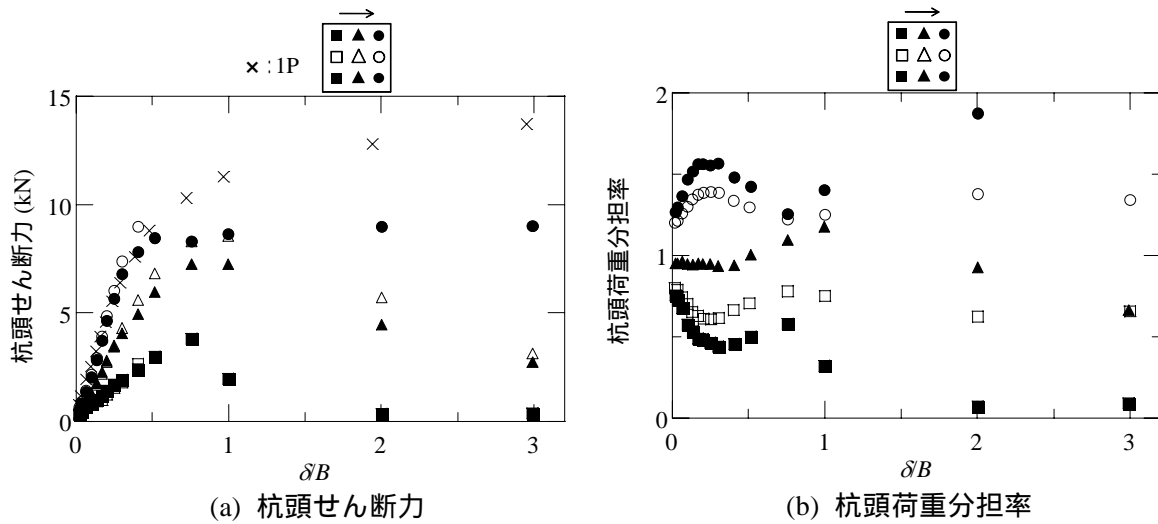 × : 1P
15
10
5
0
杭頭せん断力 (kN)
0 1 2 3
δ/B
(a) 杭頭せん断力
2
1
0
杭頭荷重分担率
0 1 2 3
δ/B
(b) 杭頭荷重分担率